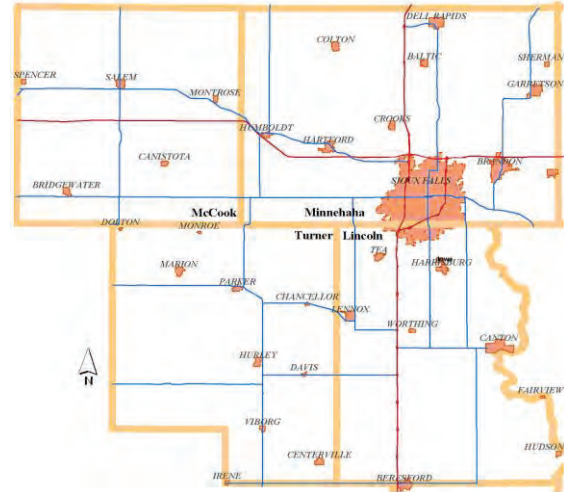 DELL RAPIDS
COLTON
BALTIC
SHERMAN
SPENCER
SALEM
GARRETSON
MONTROSE
CROOKS
HUMBOLDT
HARTFORD
CANISTOTA
BRANDON
SIOUX FALLS
BRIDGEWATER
McCook
Minnehaha
DOLTON
MONROE
Turner
Lincoln
TEA
MARION
HARRISBURG
PARKER
CHANCELLOR
LENNOX
WORTHING
CANTON
HURLEY
DAVIS
N
FAIRVIEW
VIBORG
HUDSON
CENTERVILLE
IRENE
BERESFORD